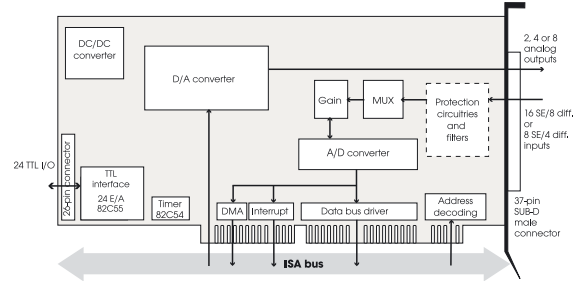 DC/DC
converter
D/A converter
2, 4 or 8
analog
outputs
Gain
MUX
Protection
circuitries
and
filters
16 SE/8 diff.
or
8 SE/4 diff.
inputs
A/D converter
24 TTL I/O
26-pin connector
TTL
interface
24 E/A
82C55
Timer
82C54
DMA
Interrupt
Data bus driver
Address
decoding
37-pin
SUB-D
male
connector
ISA bus